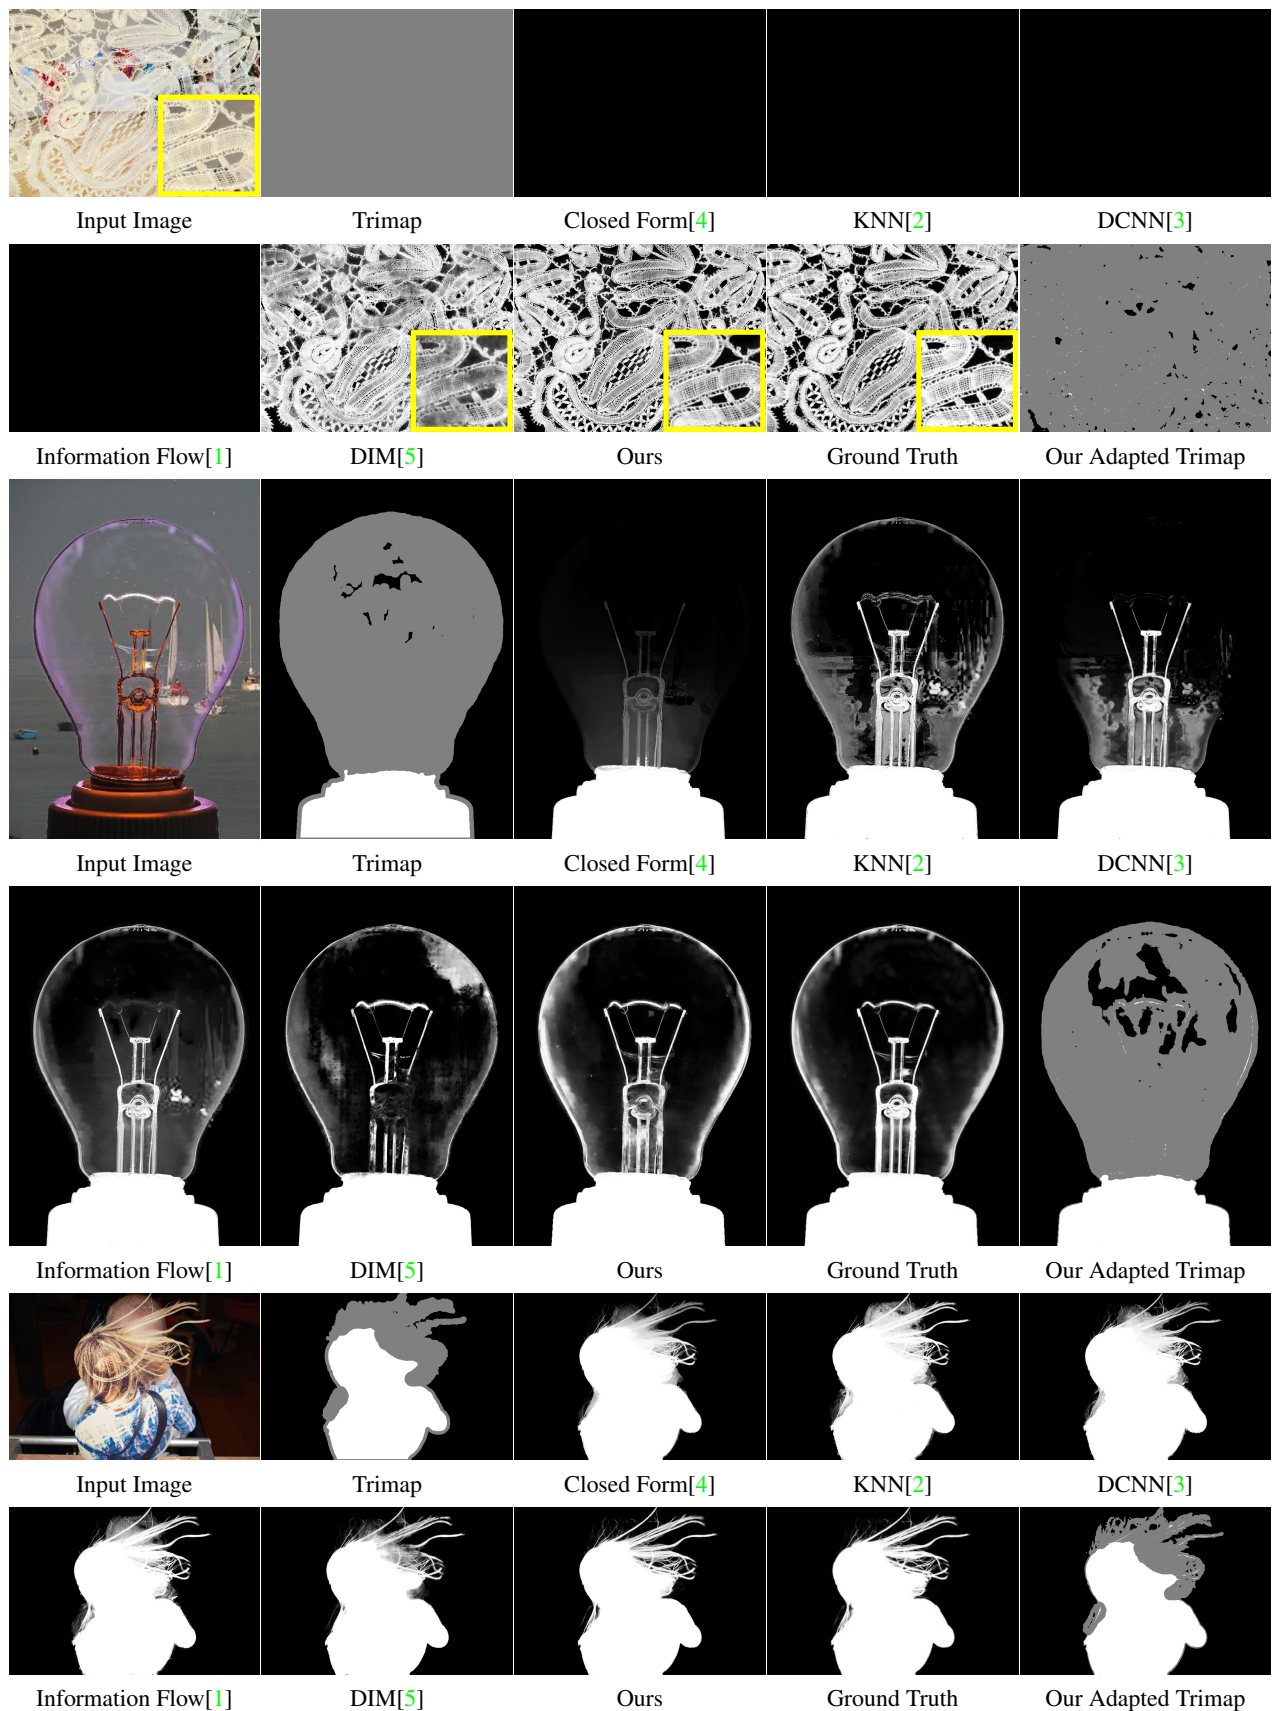 Input Image Trimap Closed Form[4] KNN[2] DCNN[3]
Information Flow[1] DIM[5] Ours Ground Truth Our Adapted Trimap
Input Image Trimap Closed Form[4] KNN[2] DCNN[3]
Information Flow[1] DIM[5] Ours Ground Truth Our Adapted Trimap
Input Image Trimap Closed Form[4] KNN[2] DCNN[3]
Information Flow[1] DIM[5] Ours Ground Truth Our Adapted Trimap